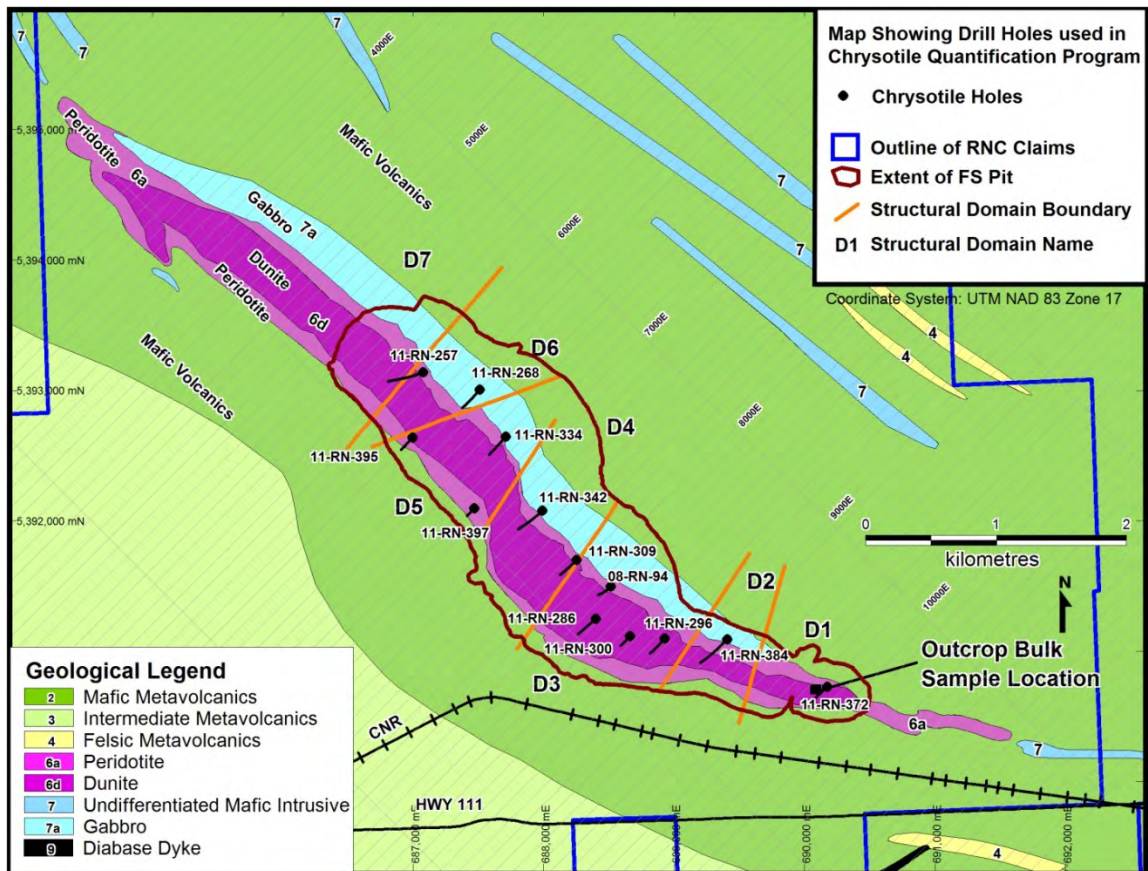 Map Showing Drill Holes used in
Chrysotile Quantification Program
Chrysotile Holes
Outline of RNC Claims
Extent of FS Pit
Structural Domain Boundary
D1 Structural Domain Name
Coordinate System: UTM NAD 83 Zone 17
7
7
7
7
7
7
7
4
4
4000E
5000E
6000E
7000E
8000E
9000E
10000E
5,395,000 mN
5,394,000 mN
5,393,000 mN
5,392,000 mN
Peridotite
6a
Mafic Volcanics
Gabbro 7a
Dunite
6d
Peridotite
Mafic Volcanics
D7
D6
D4
D5
D2
D1
D3
11-RN-257
11-RN-268
11-RN-334
11-RN-395
11-RN-342
11-RN-397
11-RN-309
08-RN-94
11-RN-286
11-RN-296
11-RN-300
11-RN-384
11-RN-372
Outcrop Bulk
Sample Location
6a
7
0 1 2
kilometres
N
CNR
HWY 111
4
687,000 mE
688,000 mE
689,000 mE
690,000 mE
691,000 mE
692,000 mE
Geological Legend
2 Mafic Metavolcanics
3 Intermediate Metavolcanics
4 Felsic Metavolcanics
6a Peridotite
6d Dunite
7 Undifferentiated Mafic Intrusive
7a Gabbro
9 Diabase Dyke